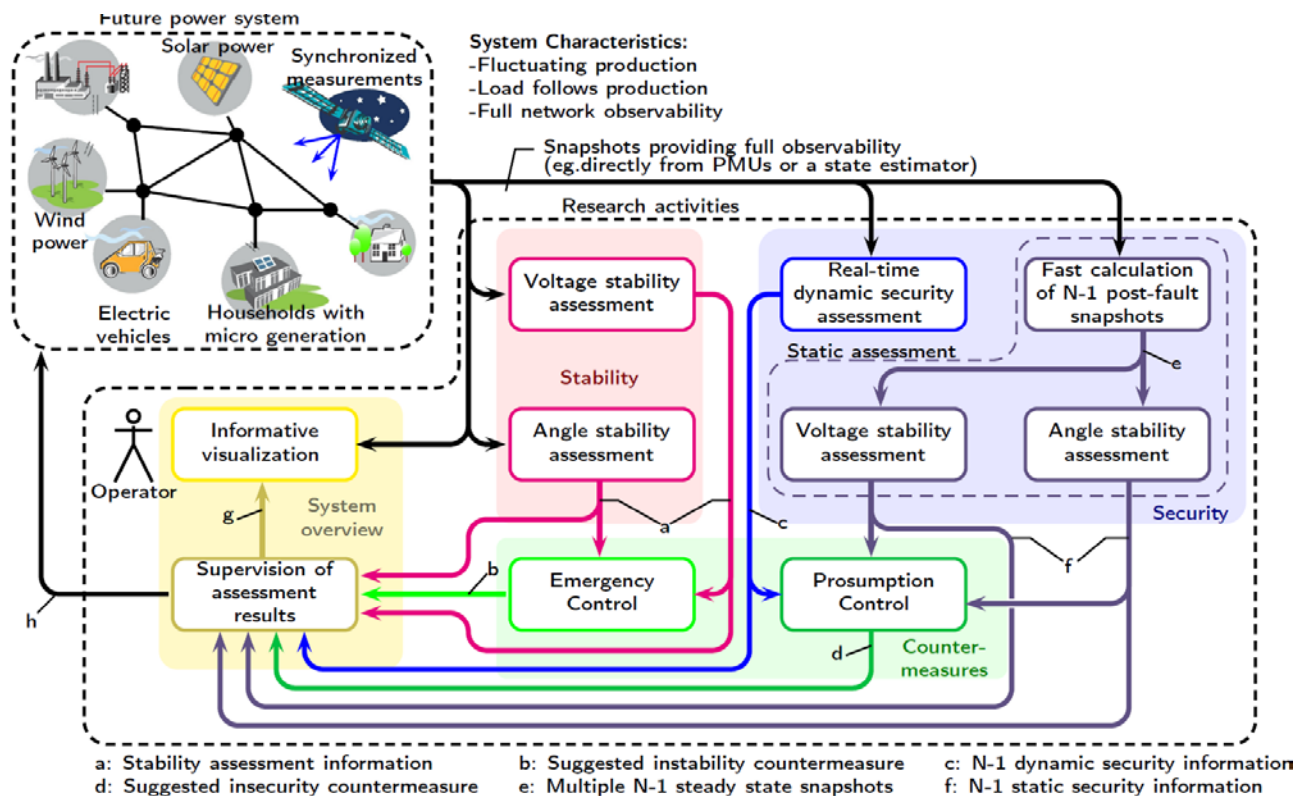 Future power system
Solar power
Synchronized
measurements
Wind
power
Electric
vehicles
Households with
micro generation
System Characteristics:
-Fluctuating production
-Load follows production
-Full network observability
Snapshots providing full observability
(eg.directly from PMUs or a state estimator)
Research activities
Voltage stability
assessment
Real-time
dynamic security
assessment
Fast calculation
of N-1 post-fault
snapshots
Static assessment
e
Stability
Operator
Informative
visualization
Angle stability
assessment
Voltage stability
assessment
Angle stability
assessment
g
System
overview
a
c
Security
f
Supervision of
assessment
results
b
Emergency
Control
Prosumption
Control
h
d
Counter-
measures
a: Stability assessment information
b: Suggested instability countermeasure
c: N-1 dynamic security information
d: Suggested insecurity countermeasure
e: Multiple N-1 steady state snapshots
f: N-1 static security information